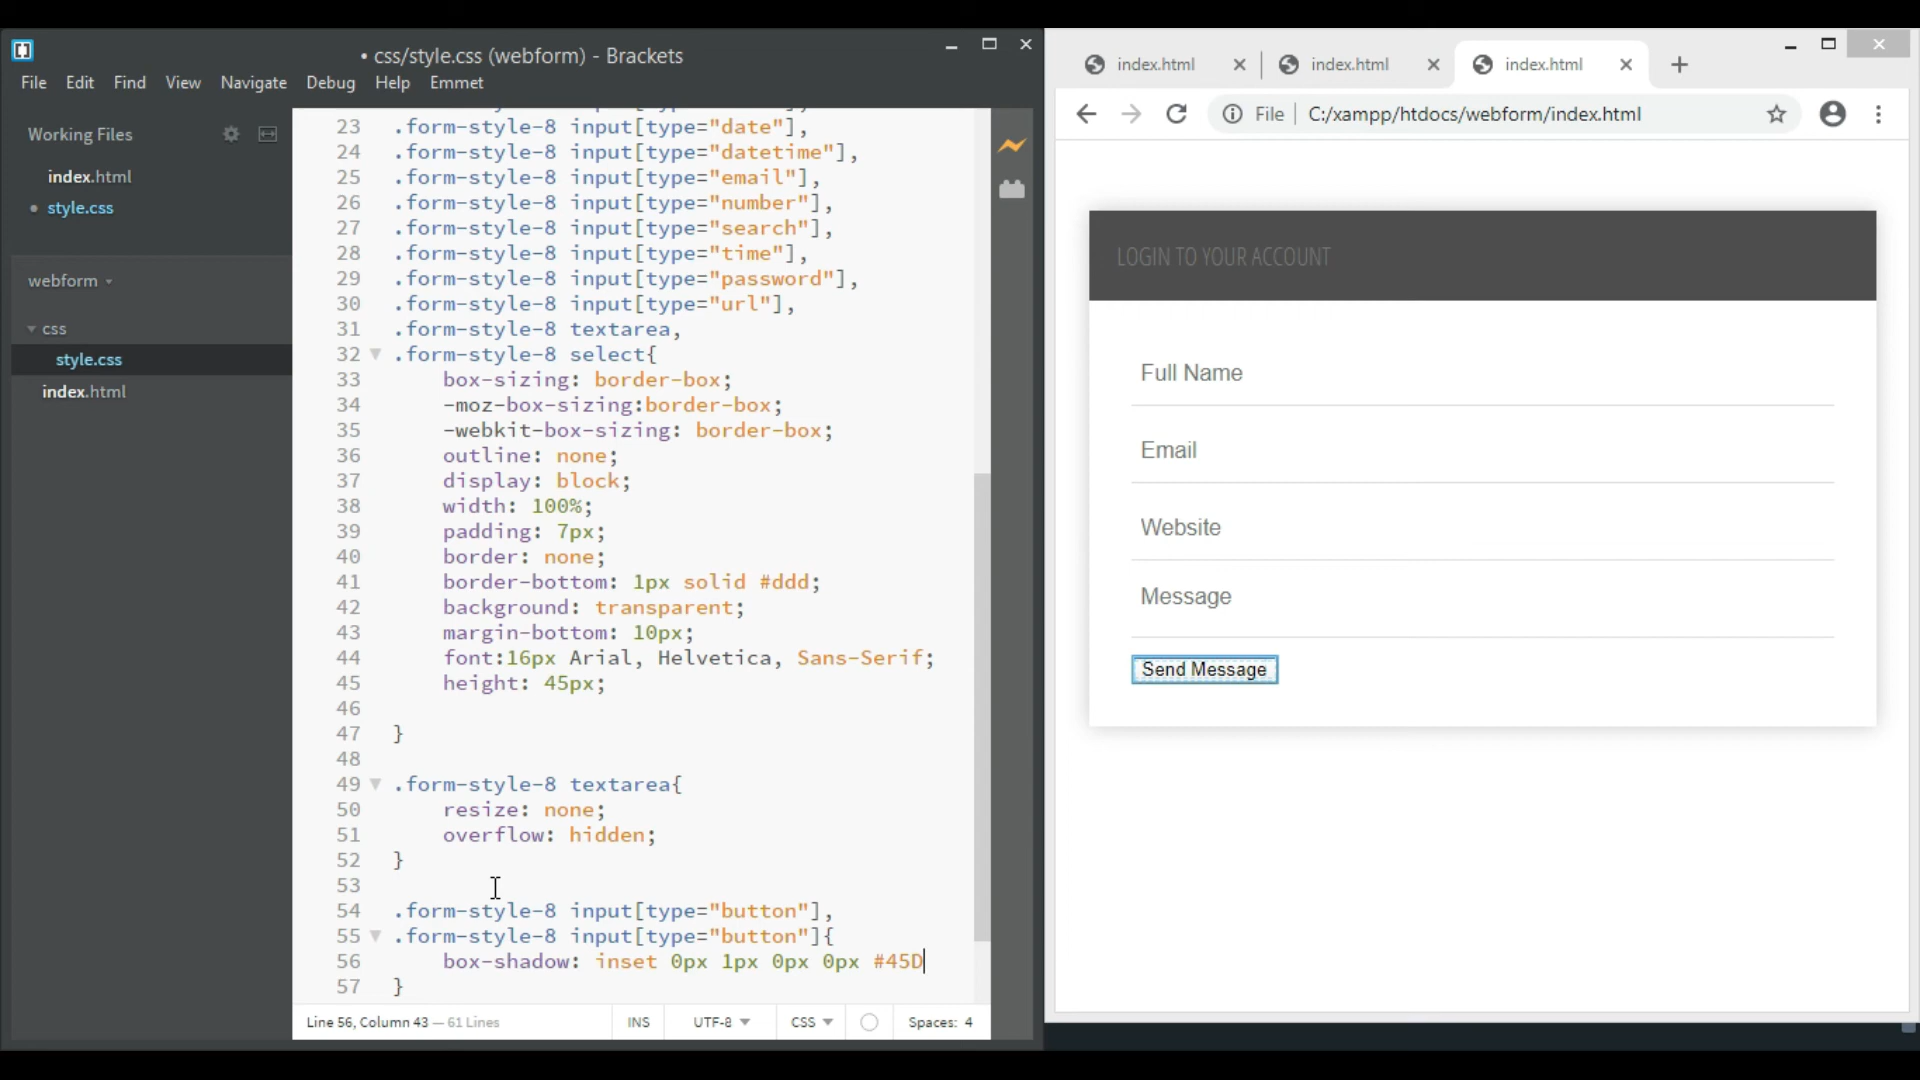 • css/style.css (webform) - Brackets
File Edit Find View Navigate Debug Help Emmet
Working Files
index.html
• style.css
webform
css
style.css
index.html
23 .form-style-8 input[type="date"],
24 .form-style-8 input[type="datetime"],
25 .form-style-8 input[type="email"],
26 .form-style-8 input[type="number"],
27 .form-style-8 input[type="search"],
28 .form-style-8 input[type="time"],
29 .form-style-8 input[type="password"],
30 .form-style-8 input[type="url"],
31 .form-style-8 textarea,
32 .form-style-8 select{
33 box-sizing: border-box;
34 -moz-box-sizing:border-box;
35 -webkit-box-sizing: border-box;
36 outline: none;
37 display: block;
38 width: 100%;
39 padding: 7px;
40 border: none;
41 border-bottom: 1px solid #ddd;
42 background: transparent;
43 margin-bottom: 10px;
44 font:16px Arial, Helvetica, Sans-Serif;
45 height: 45px;
46
47 }
48
49 .form-style-8 textarea{
50 resize: none;
51 overflow: hidden;
52 }
53
54 .form-style-8 input[type="button"],
55 .form-style-8 input[type="button"]{
56 box-shadow: inset 0px 1px 0px 0px #45D
57 }
Line 56, Column 43 — 61 Lines INS UTF-8 CSS Spaces: 4
index.html index.html index.html
File C:/xampp/htdocs/webform/index.html
LOGIN TO YOUR ACCOUNT
Full Name
Email
Website
Message
Send Message